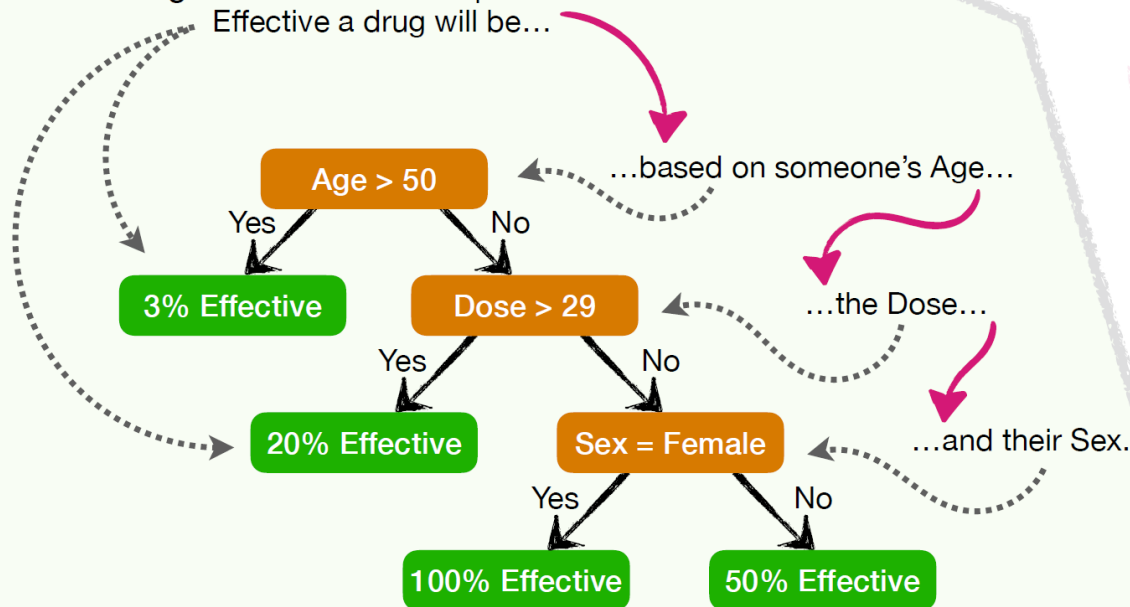 Effective a drug will be…
Age > 50
…based on someone’s Age…
Yes
No
3% Effective
Dose > 29
…the Dose…
Yes
No
20% Effective
Sex = Female
…and their Sex.
Yes
No
100% Effective
50% Effective